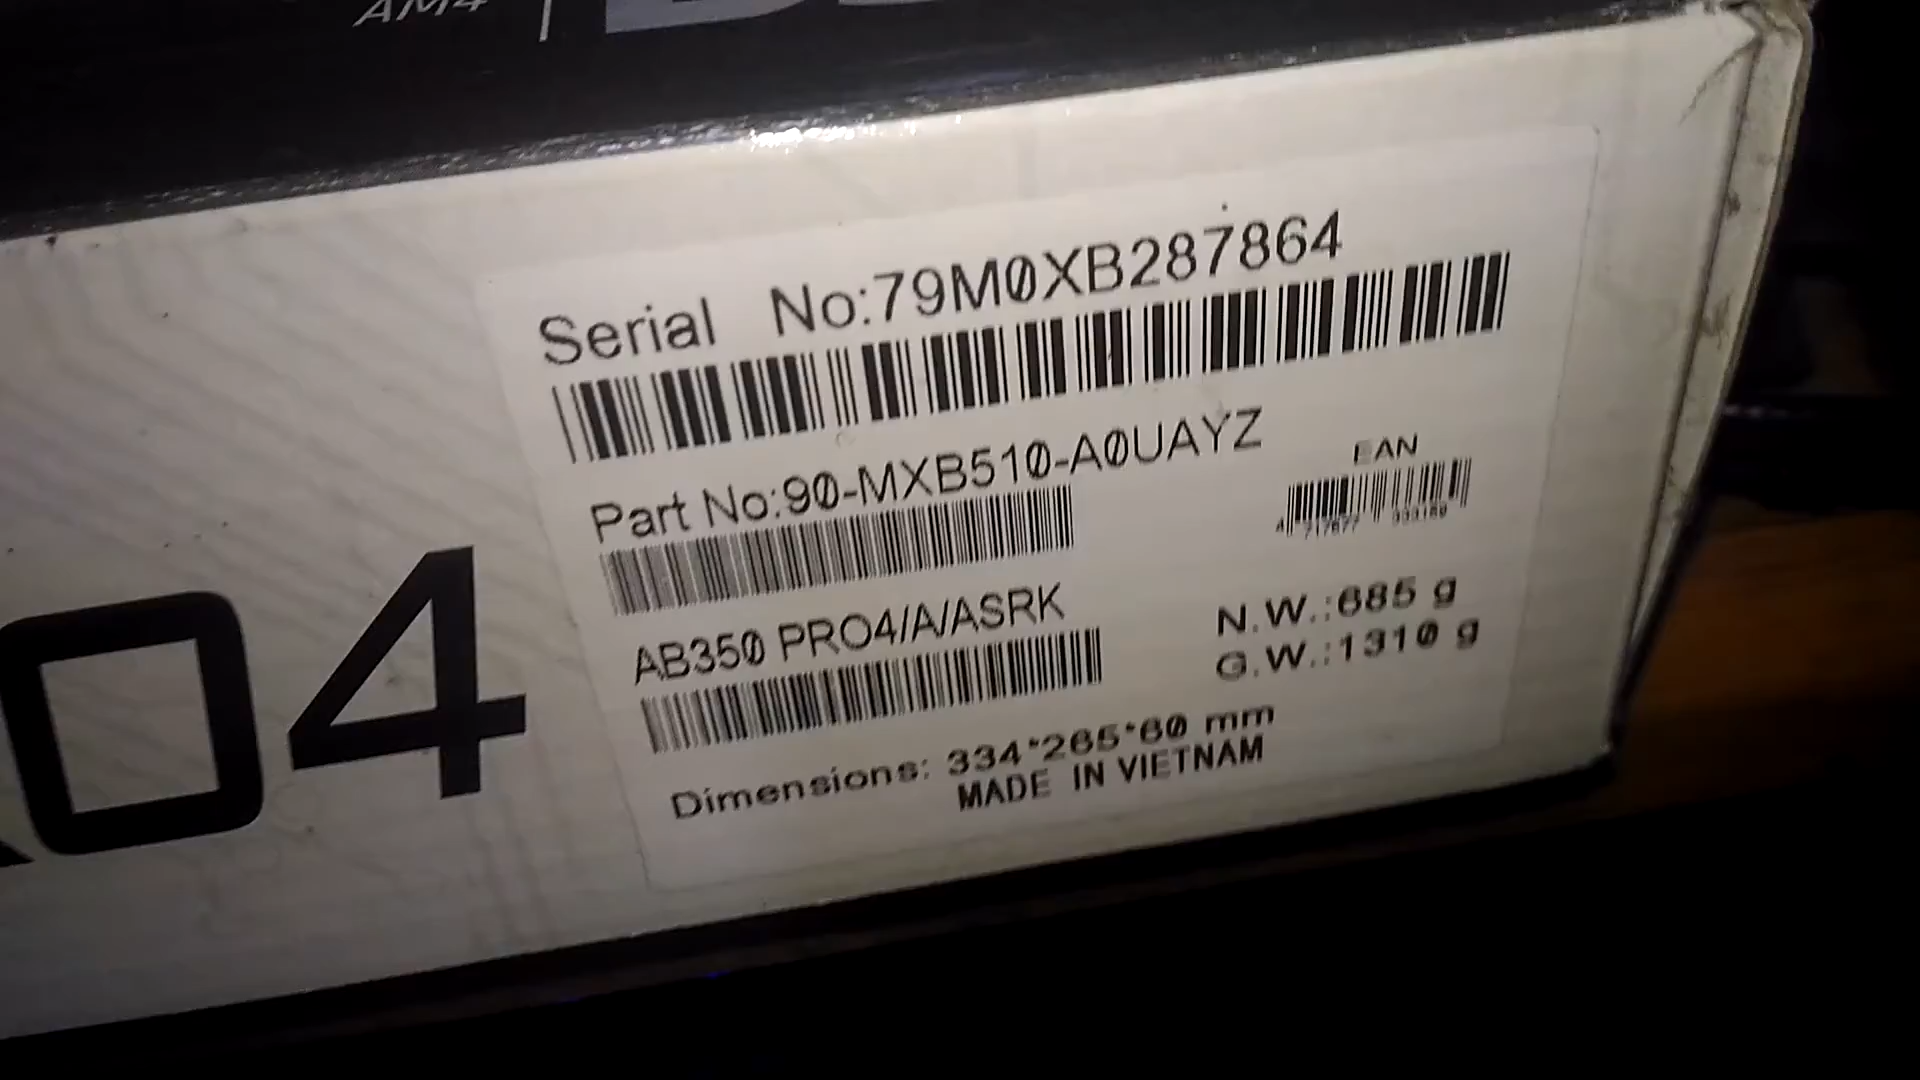 AM4
Serial No:79M0XB287864
Part No:90-MXB510-A0UAYZ
EAN
AB350 PRO4/A/ASRK
N.W.:685 g
G.W.:1310 g
O4
Dimensions: 334*265*60 mm
MADE IN VIETNAM